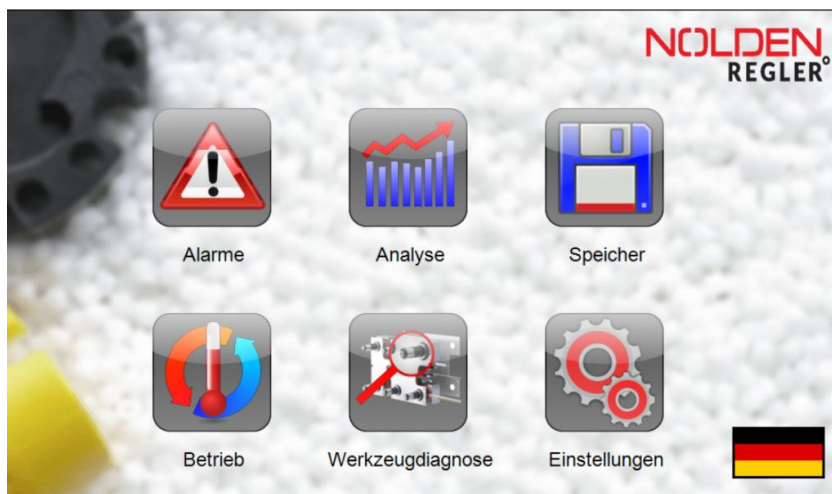 NOLDEN
REGLER°
Alarme
Analyse
Speicher
Betrieb
Werkzeugdiagnose
Einstellungen